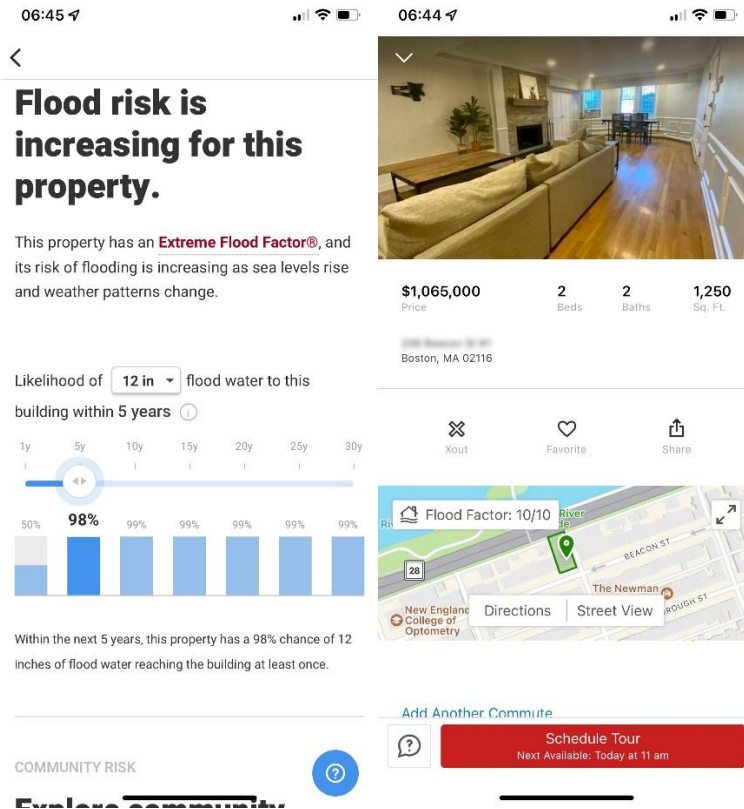 06:45
Flood risk is
increasing for this
property.
This property has an Extreme Flood Factor®, and
its risk of flooding is increasing as sea levels rise
and weather patterns change.
Likelihood of 12 in flood water to this
building within 5 years
1y 5y 10y 15y 20y 25y 30y
50% 98% 99% 99% 99% 99% 99%
Within the next 5 years, this property has a 98% chance of 12
inches of flood water reaching the building at least once.
COMMUNITY RISK
Explore community
06:44
$1,065,000 2 2 1,250
Price Beds Baths Sq. Ft.
Boston, MA 02116
Xout Favorite Share
Flood Factor: 10/10
River
28
BEACON ST
The Newman
New England
College of
Optometry
Directions Street View
ROUGH ST
Add Another Commute
Schedule Tour
Next Available: Today at 11 am